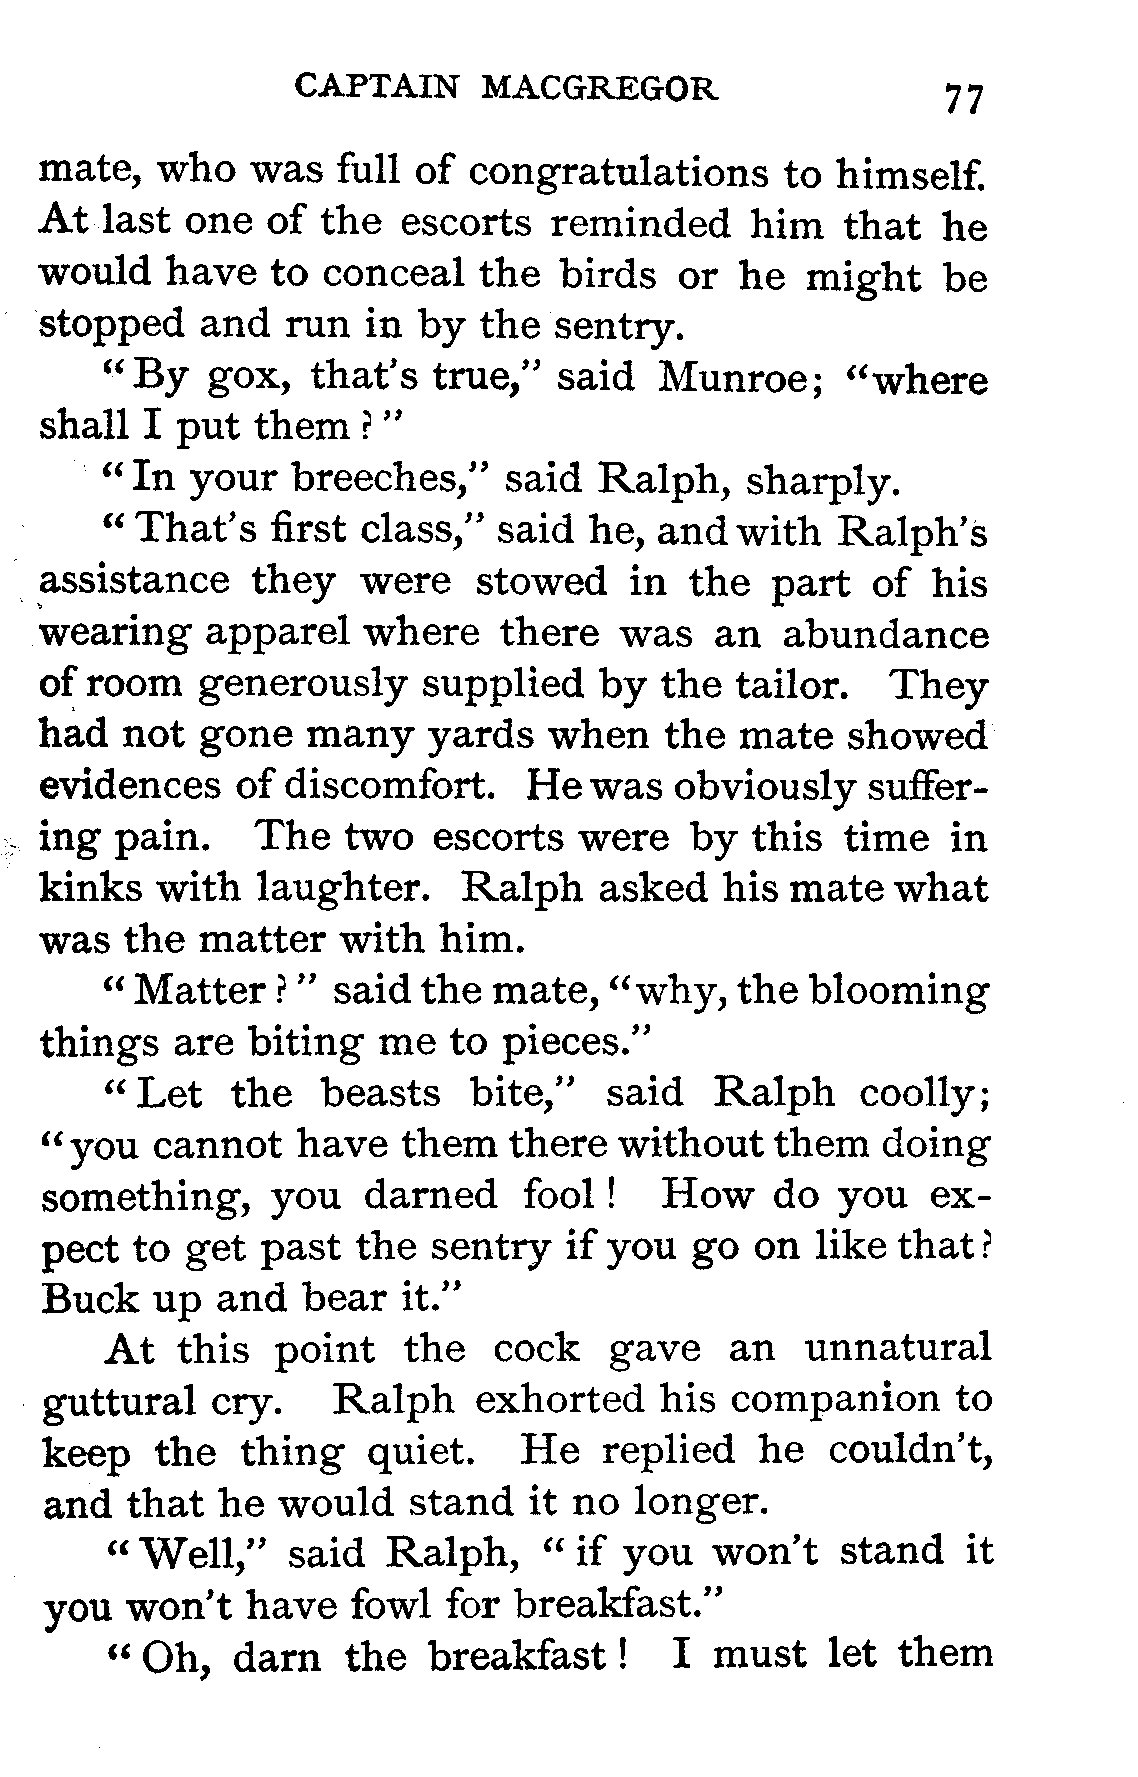 CAPTAIN MACGREGOR 77
mate, who was full of congratulations to himself.
At last one of the escorts reminded him that he
would have to conceal the birds or he might be
stopped and run in by the sentry.
“By gox, that's true,” said Munroe; “where
shall I put them?”
“In your breeches,” said Ralph, sharply.
“That's first class,” said he, and with Ralph's
assistance they were stowed in the part of his
wearing apparel where there was an abundance
of room generously supplied by the tailor. They
had not gone many yards when the mate showed
evidences of discomfort. He was obviously suffer-
ing pain. The two escorts were by this time in
kinks with laughter. Ralph asked his mate what
was the matter with him.
“Matter?” said the mate, “why, the blooming
things are biting me to pieces.”
“Let the beasts bite,” said Ralph coolly;
“you cannot have them there without them doing
something, you darned fool! How do you ex-
pect to get past the sentry if you go on like that?
Buck up and bear it.”
At this point the cock gave an unnatural
guttural cry. Ralph exhorted his companion to
keep the thing quiet. He replied he couldn't,
and that he would stand it no longer.
“Well,” said Ralph, “if you won't stand it
you won't have fowl for breakfast.”
“Oh, darn the breakfast! I must let them